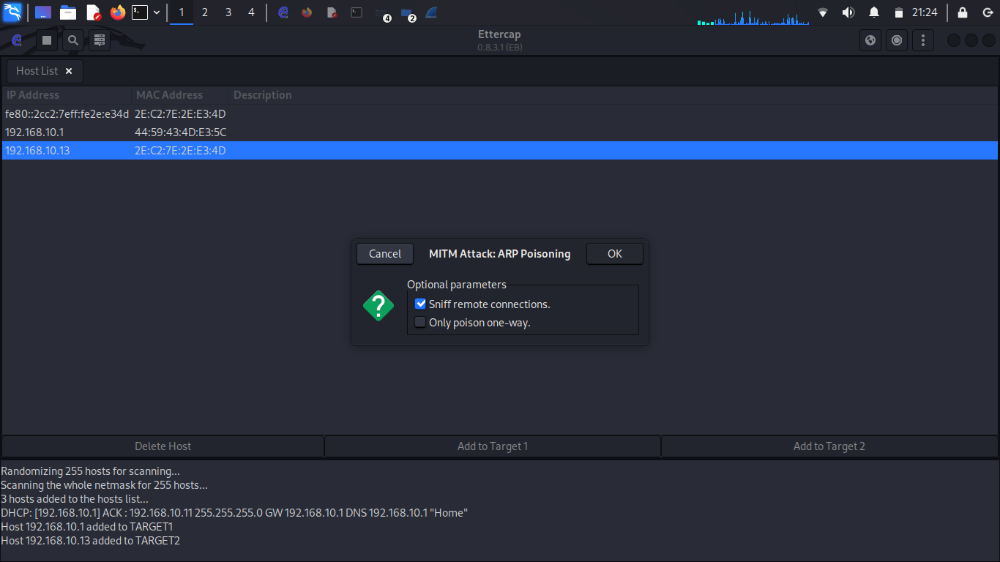 1 2 3 4 4 2 21:24
Ettercap
0.8.3.1 (EB)
Host List
IP Address MAC Address Description
fe80::2cc2:7eff:fe2e:e34d 2E:C2:7E:2E:E3:4D
192.168.10.1 44:59:43:4D:E3:5C
192.168.10.13 2E:C2:7E:2E:E3:4D
Cancel MITM Attack: ARP Poisoning OK
Optional parameters
Sniff remote connections.
Only poison one-way.
Delete Host Add to Target 1 Add to Target 2
Randomizing 255 hosts for scanning...
Scanning the whole netmask for 255 hosts...
3 hosts added to the hosts list...
DHCP: [192.168.10.1] ACK : 192.168.10.11 255.255.255.0 GW 192.168.10.1 DNS 192.168.10.1 "Home"
Host 192.168.10.1 added to TARGET1
Host 192.168.10.13 added to TARGET2